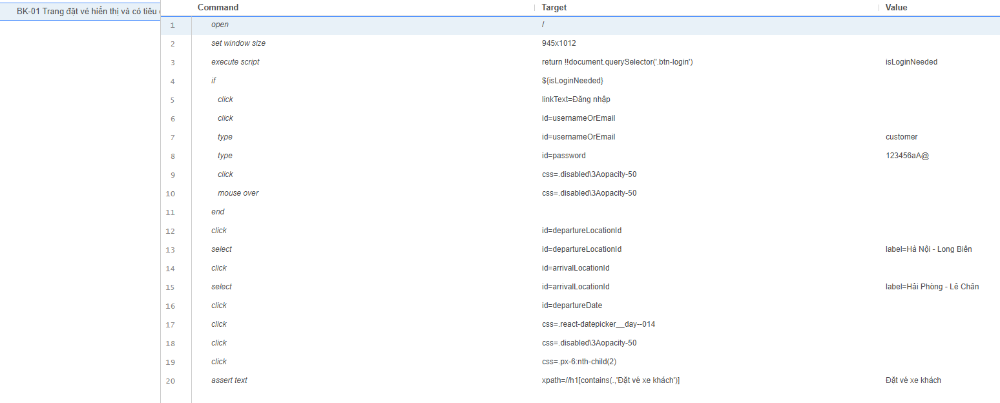 BK-01 Trang đặt vé hiển thị và có tiêu
Command Target Value
1 open /
2 set window size 945x1012
3 execute script return !!document.querySelector('.btn-login') isLoginNeeded
4 if ${isLoginNeeded}
5 click linkText=Đăng nhập
6 click id=usernameOrEmail
7 type id=usernameOrEmail customer
8 type id=password 123456aA@
9 click css=.disabled\3Aopacity-50
10 mouse over css=.disabled\3Aopacity-50
11 end
12 click id=departureLocationId
13 select id=departureLocationId label=Hà Nội - Long Biên
14 click id=arrivalLocationId
15 select id=arrivalLocationId label=Hải Phòng - Lê Chân
16 click id=departureDate
17 click css=.react-datepicker__day--014
18 click css=.disabled\3Aopacity-50
19 click css=.px-6:nth-child(2)
20 assert text xpath=//h1[contains(.,'Đặt vé xe khách')] Đặt vé xe khách